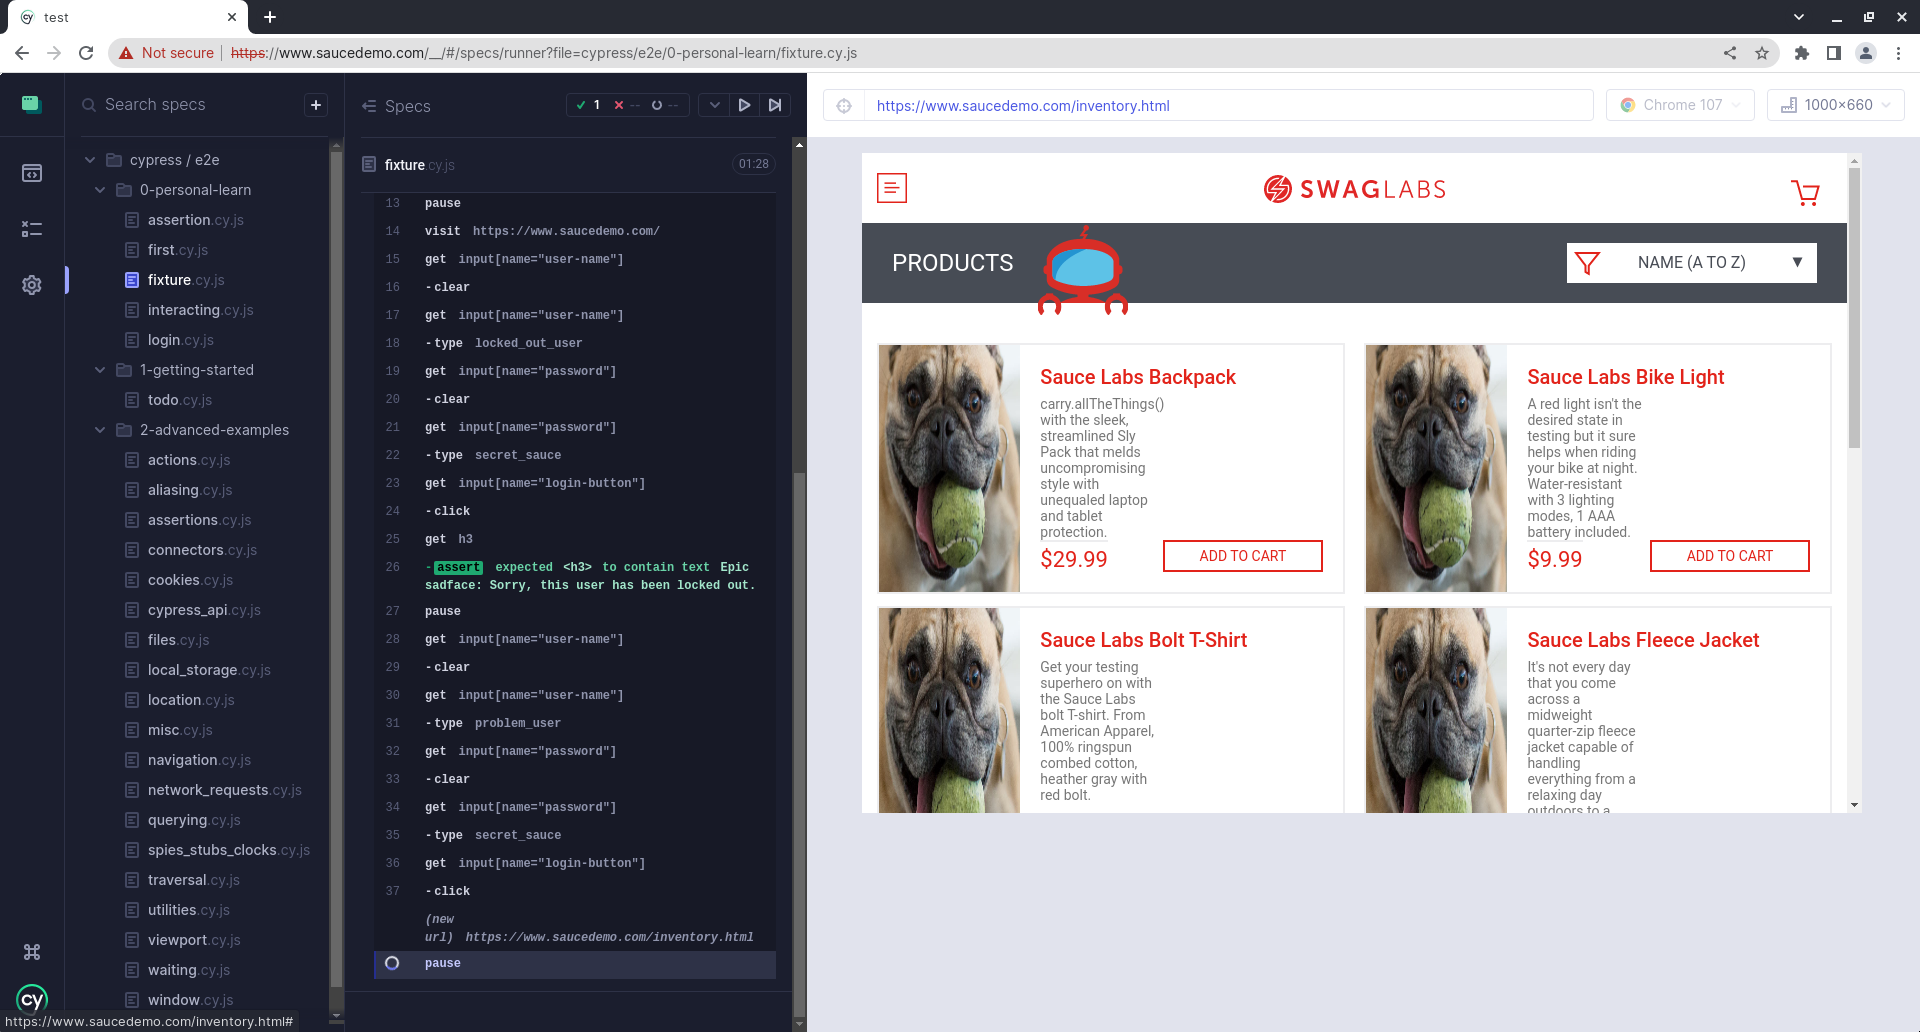 test
Not secure
https://www.saucedemo.com/__/#/specs/runner?file=cypress/e2e/0-personal-learn/fixture.cy.js
Search specs
cypress / e2e
0-personal-learn
assertion.cy.js
first.cy.js
fixture.cy.js
interacting.cy.js
login.cy.js
1-getting-started
todo.cy.js
2-advanced-examples
actions.cy.js
aliasing.cy.js
assertions.cy.js
connectors.cy.js
cookies.cy.js
cypress_api.cy.js
files.cy.js
local_storage.cy.js
location.cy.js
misc.cy.js
navigation.cy.js
network_requests.cy.js
querying.cy.js
spies_stubs_clocks.cy.js
traversal.cy.js
utilities.cy.js
viewport.cy.js
waiting.cy.js
window.cy.js
cy
https://www.saucedemo.com/inventory.html#
Specs
1 -- --
fixture.cy.js 01:28
13 pause
14 visit https://www.saucedemo.com/
15 get input[name="user-name"]
16 -clear
17 get input[name="user-name"]
18 -type locked_out_user
19 get input[name="password"]
20 -clear
21 get input[name="password"]
22 -type secret_sauce
23 get input[name="login-button"]
24 -click
25 get h3
26 -assert expected <h3> to contain text Epic
sadface: Sorry, this user has been locked out.
27 pause
28 get input[name="user-name"]
29 -clear
30 get input[name="user-name"]
31 -type problem_user
32 get input[name="password"]
33 -clear
34 get input[name="password"]
35 -type secret_sauce
36 get input[name="login-button"]
37 -click
(new
url) https://www.saucedemo.com/inventory.html
pause
https://www.saucedemo.com/inventory.html
Chrome 107
1000×660
SWAGLABS
PRODUCTS
NAME (A TO Z)
Sauce Labs Backpack
carry.allTheThings()
with the sleek,
streamlined Sly
Pack that melds
uncompromising
style with
unequaled laptop
and tablet
protection.
$29.99
ADD TO CART
Sauce Labs Bike Light
A red light isn't the
desired state in
testing but it sure
helps when riding
your bike at night.
Water-resistant
with 3 lighting
modes, 1 AAA
battery included.
$9.99
ADD TO CART
Sauce Labs Bolt T-Shirt
Get your testing
superhero on with
the Sauce Labs
bolt T-shirt. From
American Apparel,
100% ringspun
combed cotton,
heather gray with
red bolt.
Sauce Labs Fleece Jacket
It's not every day
that you come
across a
midweight
quarter-zip fleece
jacket capable of
handling
everything from a
relaxing day
outdoors to a